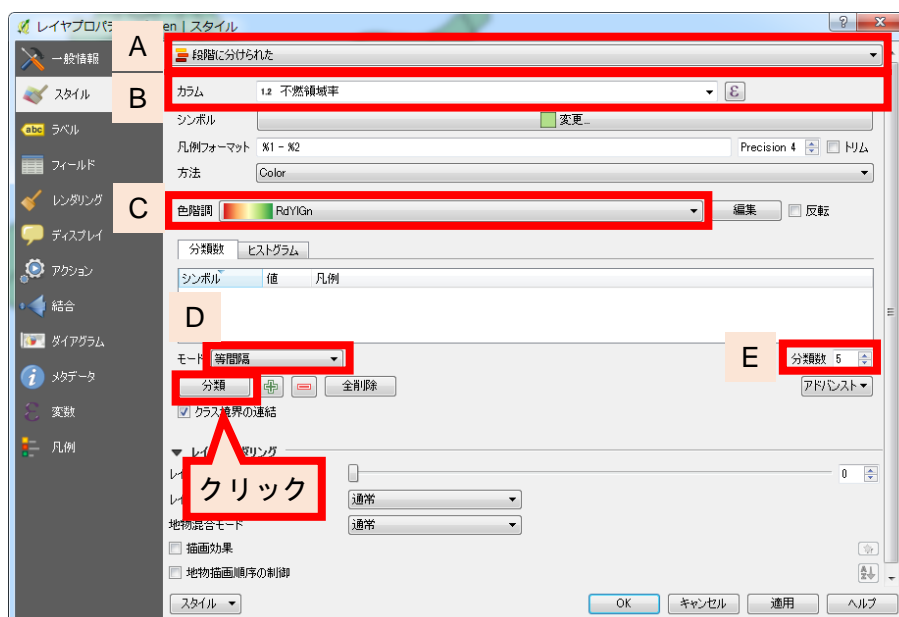 レイヤプロパ en | スタイル
A
段階に分けられた
B
カラム 1.2 不燃領域率 ε
シンボル 変更...
凡例フォーマット %1 - %2 Precision 4 トリム
方法 Color
C
色階調 RdYlGn 編集 反転
分類数 ヒストグラム
シンボル 値 凡例
D
モード 等間隔
E
分類数 5
分類 全削除 アドバンスト
クラス境界の連結
クリック
0
通常
地物混合モード 通常
描画効果
地物描画順序の制御
スタイル OK キャンセル 適用 ヘルプ
一般情報
スタイル
abc ラベル
フィールド
レンダリング
ディスプレイ
アクション
結合
ダイアグラム
メタデータ
変数
凡例